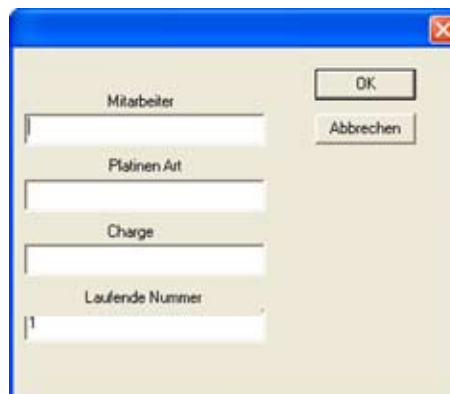 Mitarbeiter
OK
Abbrechen
Platinen Art
Charge
Laufende Nummer
1